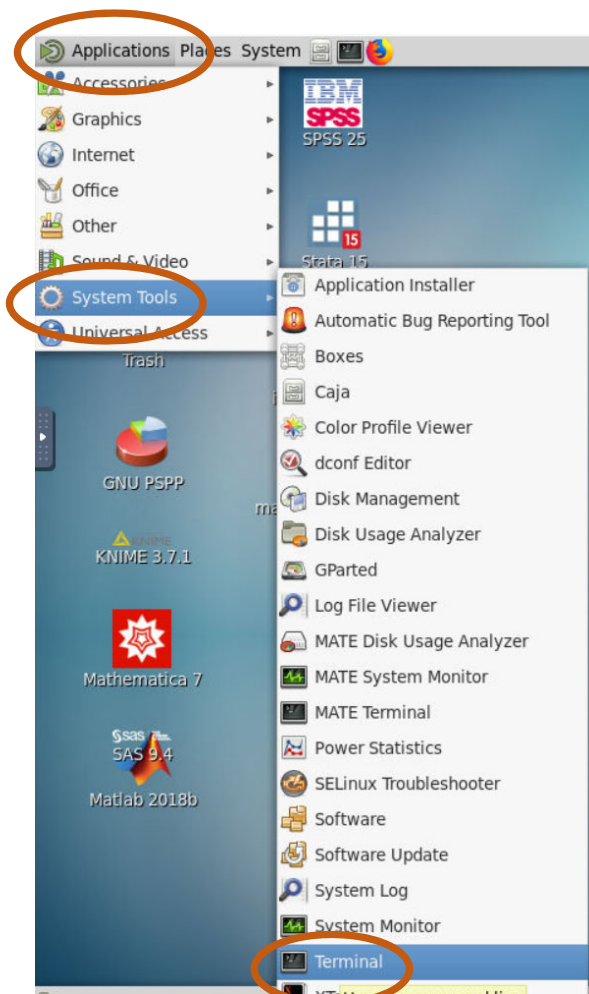 Applications Places System
Accessories
Graphics
Internet
Office
Other
Sound & Video
System Tools
Universal Access
IBM
SPSS
SPSS 25
15
Stata 15
Trash
GNU PSPP
KNIME
KNIME 3.7.1
Mathematica 7
sas
SAS 9.4
Matlab 2018b
Application Installer
Automatic Bug Reporting Tool
Boxes
Caja
Color Profile Viewer
dconf Editor
Disk Management
Disk Usage Analyzer
GParted
Log File Viewer
MATE Disk Usage Analyzer
MATE System Monitor
MATE Terminal
Power Statistics
SELinux Troubleshooter
Software
Software Update
System Log
System Monitor
Terminal